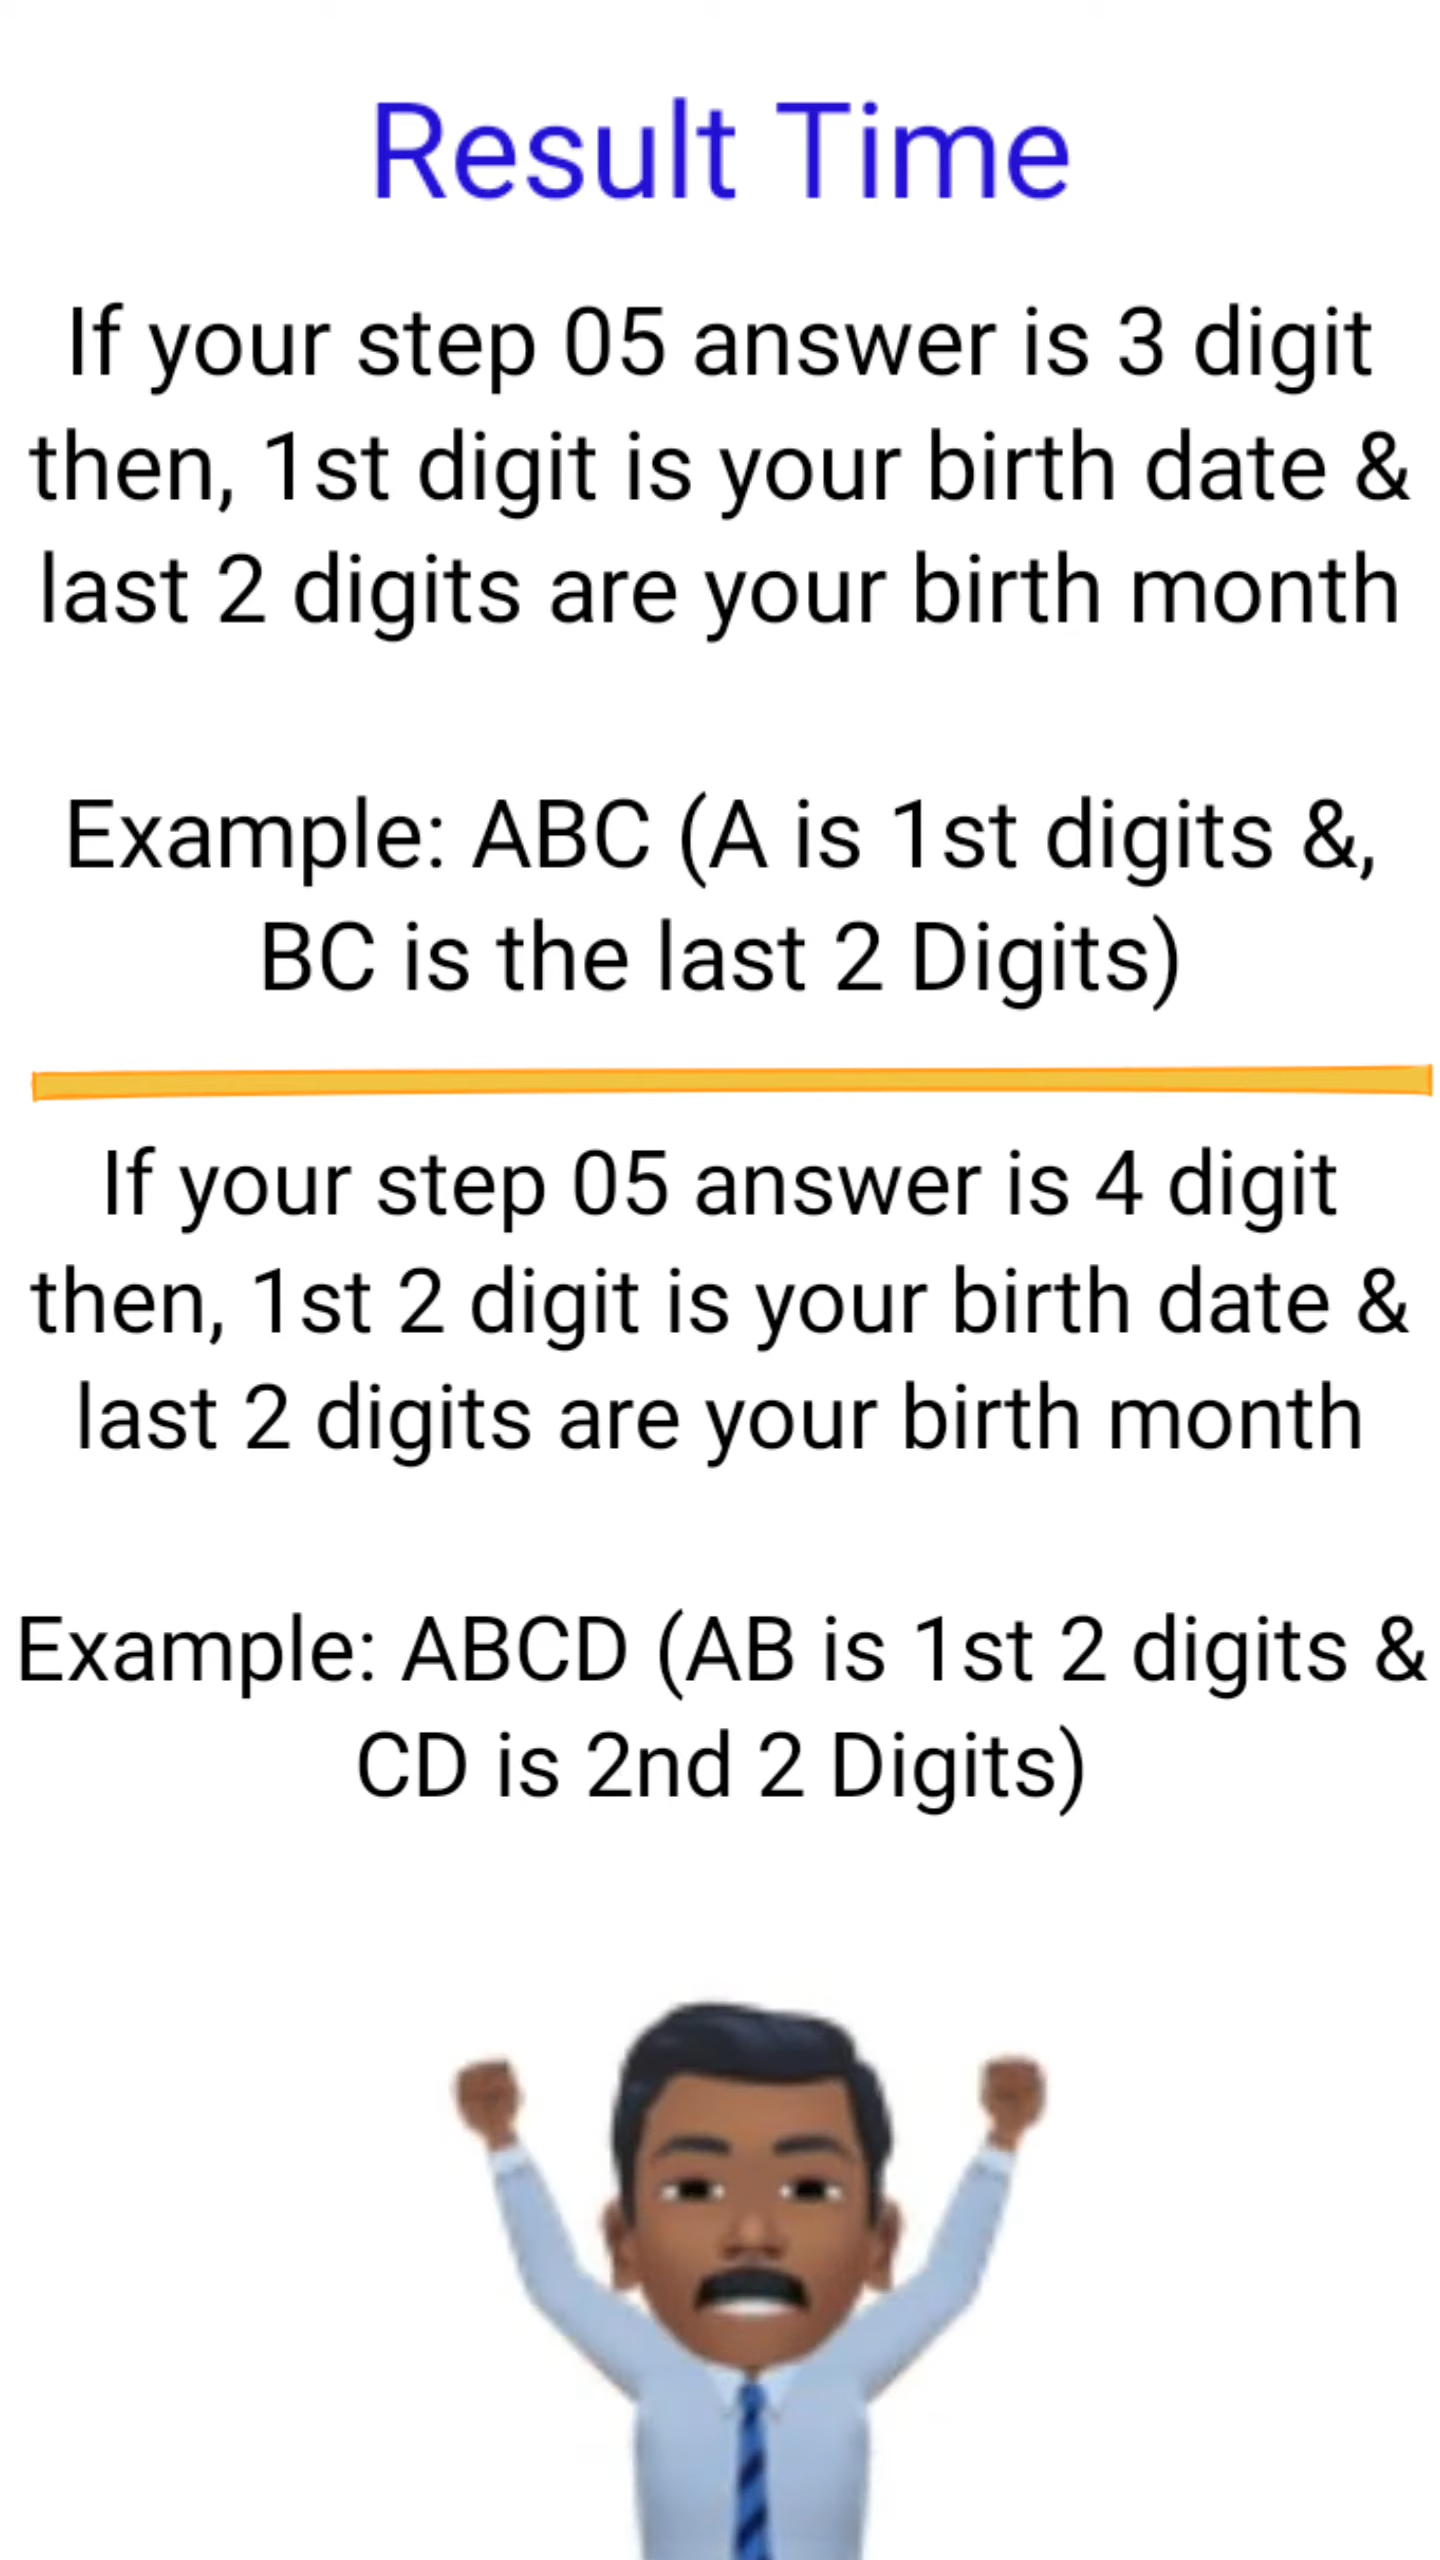 Result Time
If your step 05 answer is 3 digit
then, 1st digit is your birth date &
last 2 digits are your birth month
Example: ABC (A is 1st digits &,
BC is the last 2 Digits)
If your step 05 answer is 4 digit
then, 1st 2 digit is your birth date &
last 2 digits are your birth month
Example: ABCD (AB is 1st 2 digits &
CD is 2nd 2 Digits)